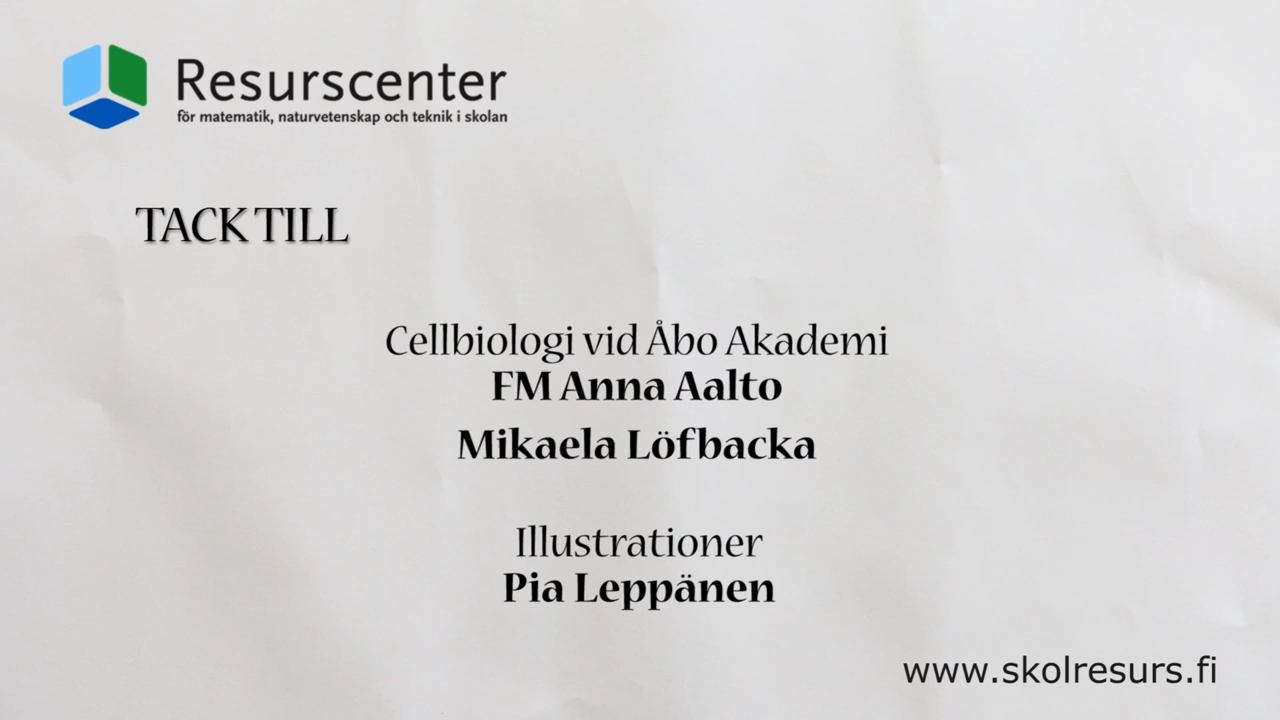 Resurscenter
för matematik, naturvetenskap och teknik i skolan
TACK TILL
Cellbiologi vid Åbo Akademi
FM Anna Aalto
Mikaela Löfbacka
Illustrationer
Pia Leppänen
www.skolresurs.fi